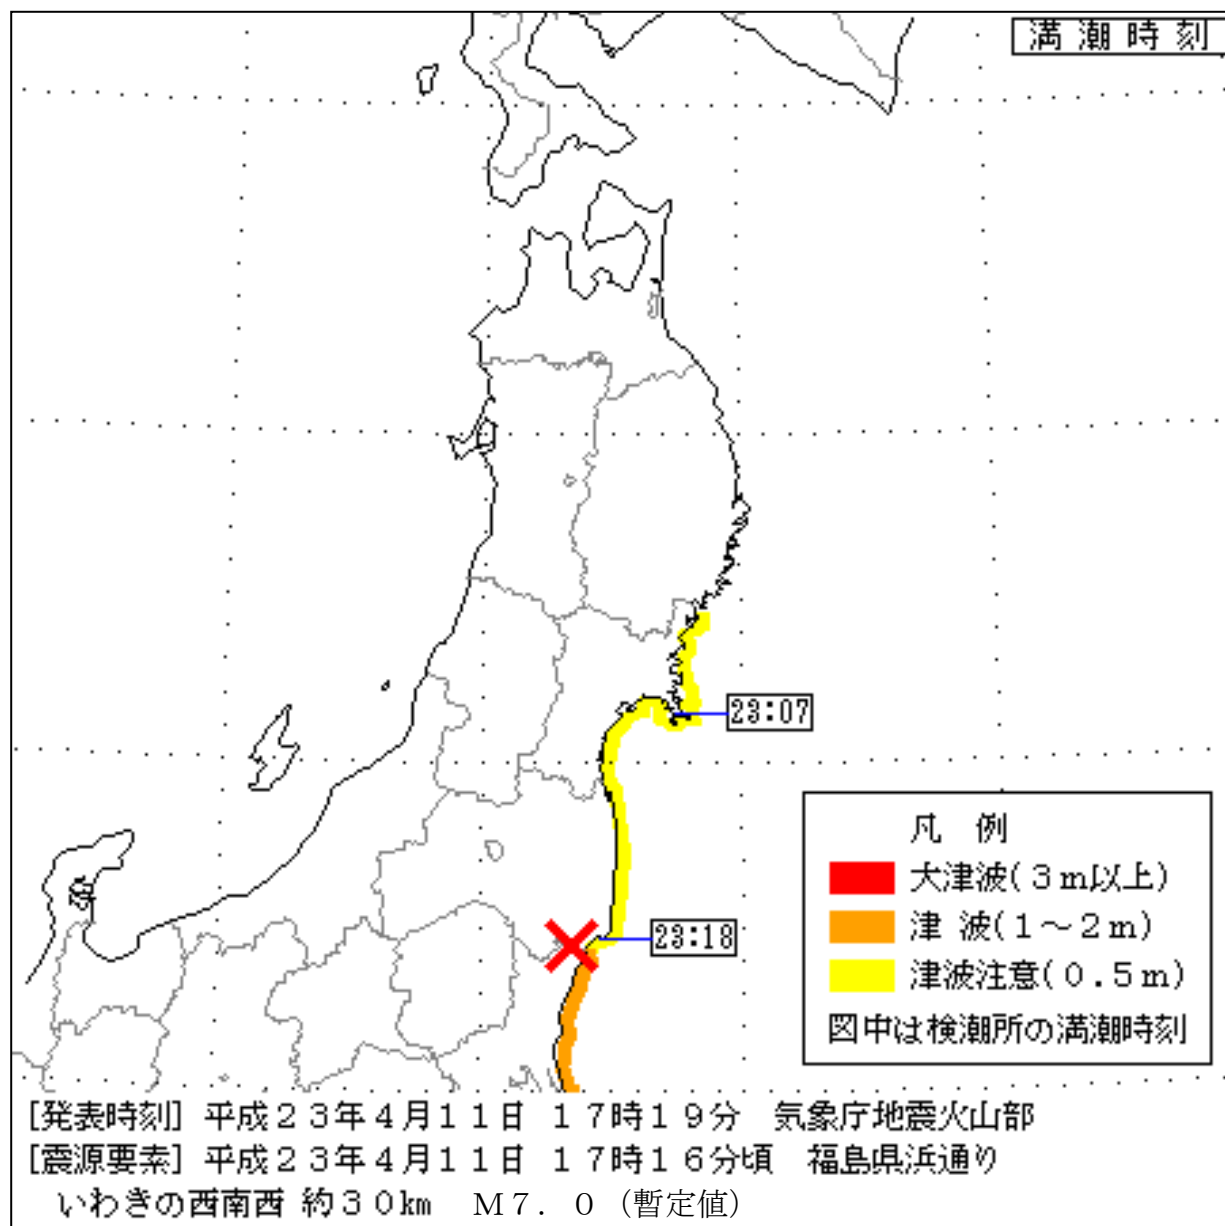 満潮時刻
23:07
23:18
凡 例
大津波(３ｍ以上)
津 波(１～２ｍ)
津波注意(０.５ｍ)
図中は検潮所の満潮時刻
[発表時刻] 平成２３年４月１１日 １７時１９分 気象庁地震火山部
[震源要素] 平成２３年４月１１日 １７時１６分頃 福島県浜通り
いわきの西南西 約３０km Ｍ７．０ (暫定値)